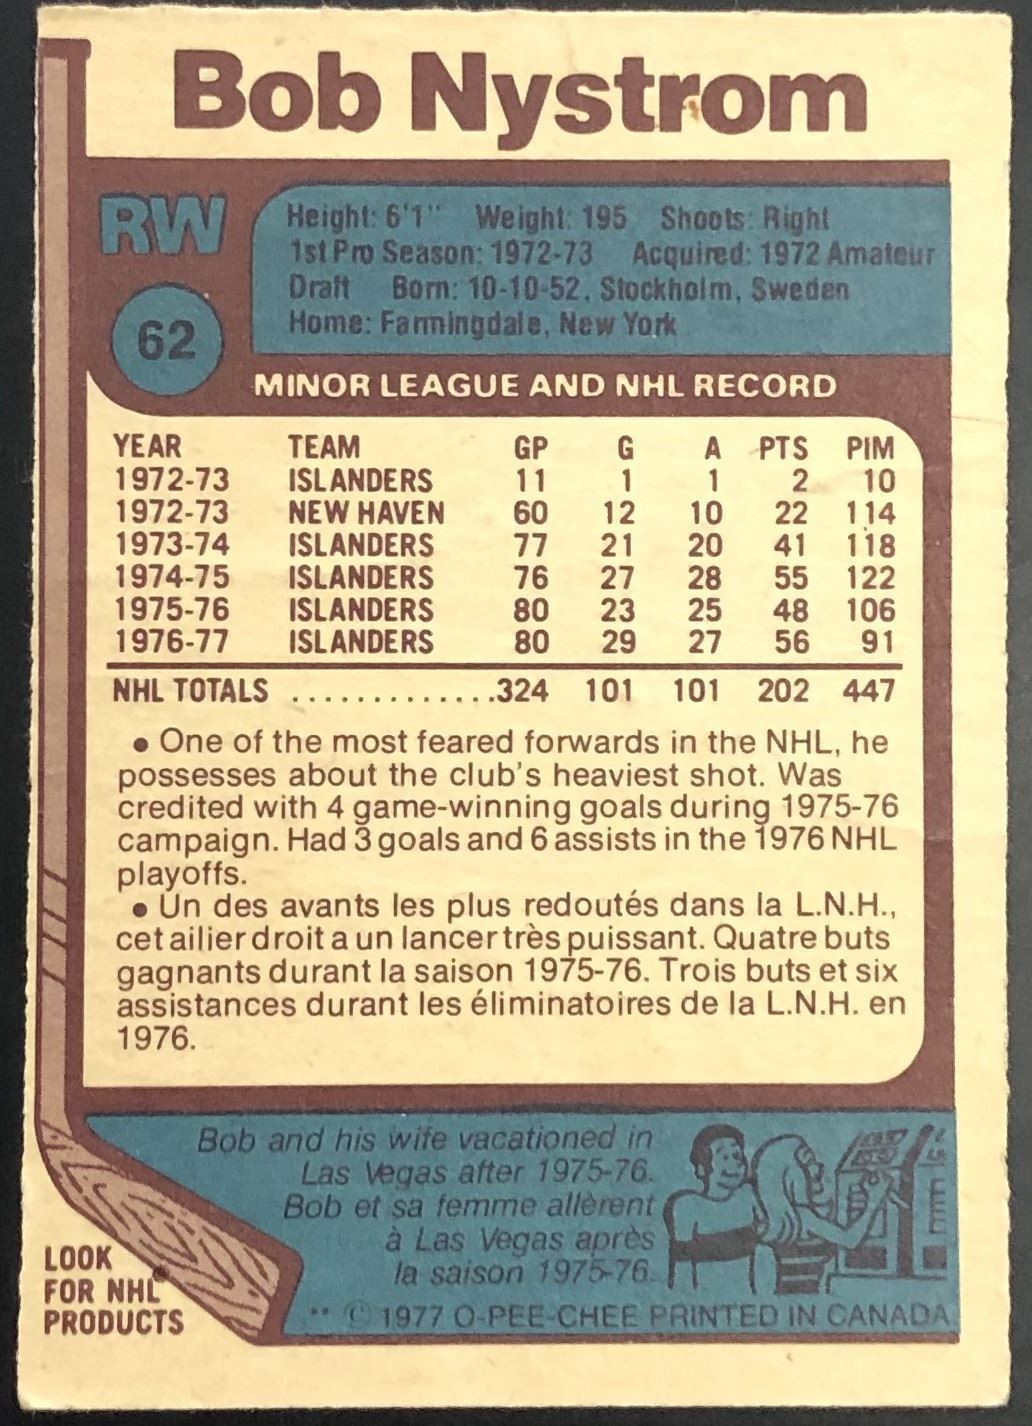 Bob Nystrom
RW
62
Height: 6'1" Weight: 195 Shoots: Right
1st Pro Season: 1972-73 Acquired: 1972 Amateur
Draft Born: 10-10-52, Stockholm, Sweden
Home: Farmingdale, New York
MINOR LEAGUE AND NHL RECORD
YEAR TEAM GP G A PTS PIM
1972-73 ISLANDERS 11 1 1 2 10
1972-73 NEW HAVEN 60 12 10 22 114
1973-74 ISLANDERS 77 21 20 41 118
1974-75 ISLANDERS 76 27 28 55 122
1975-76 ISLANDERS 80 23 25 48 106
1976-77 ISLANDERS 80 29 27 56 91
NHL TOTALS ..............324 101 101 202 447
• One of the most feared forwards in the NHL, he
possesses about the club's heaviest shot. Was
credited with 4 game-winning goals during 1975-76
campaign. Had 3 goals and 6 assists in the 1976 NHL
playoffs.
• Un des avants les plus redoutés dans la L.N.H.,
cet ailier droit a un lancer très puissant. Quatre buts
gagnants durant la saison 1975-76. Trois buts et six
assistances durant les éliminatoires de la L.N.H. en
1976.
Bob and his wife vacationed in
Las Vegas after 1975-76.
Bob et sa femme allèrent
à Las Vegas après
la saison 1975-76.
LOOK
FOR NHL
PRODUCTS
** © 1977 O-PEE-CHEE PRINTED IN CANADA